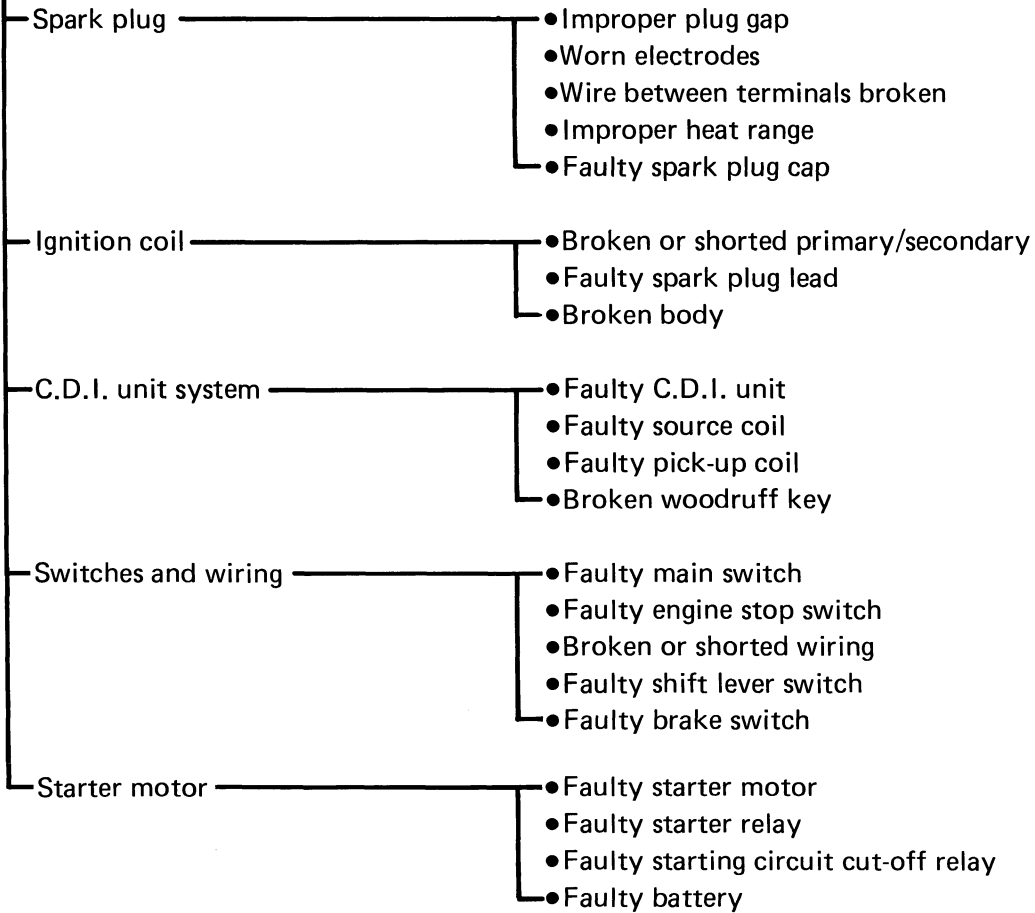 Spark plug
●Improper plug gap
●Worn electrodes
●Wire between terminals broken
●Improper heat range
●Faulty spark plug cap
Ignition coil
●Broken or shorted primary/secondary
●Faulty spark plug lead
●Broken body
C.D.I. unit system
●Faulty C.D.I. unit
●Faulty source coil
●Faulty pick-up coil
●Broken woodruff key
Switches and wiring
●Faulty main switch
●Faulty engine stop switch
●Broken or shorted wiring
●Faulty shift lever switch
●Faulty brake switch
Starter motor
●Faulty starter motor
●Faulty starter relay
●Faulty starting circuit cut-off relay
●Faulty battery